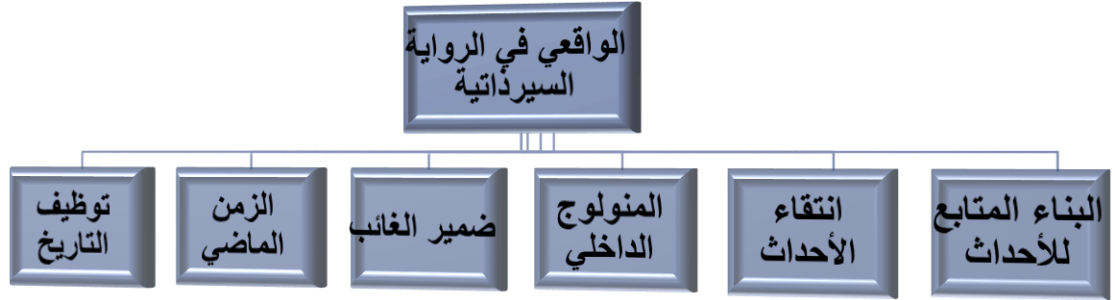 الواقعي في الرواية
السيرذاتية
البناء المتابع
للأحداث
انتقاء
الأحداث
المنولوج
الداخلي
ضمير الغائب
الزمن
الماضي
توظيف
التاريخ